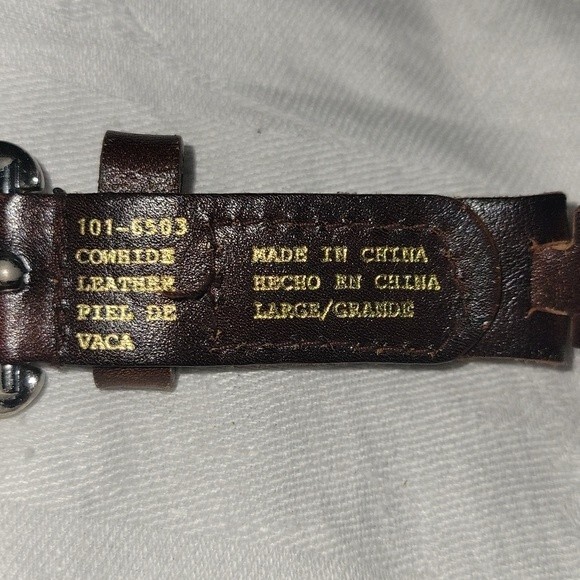 101-6503
COWHIDE
LEATHER
PIEL DE
VACA
MADE IN CHINA
HECHO EN CHINA
LARGE/GRANDE